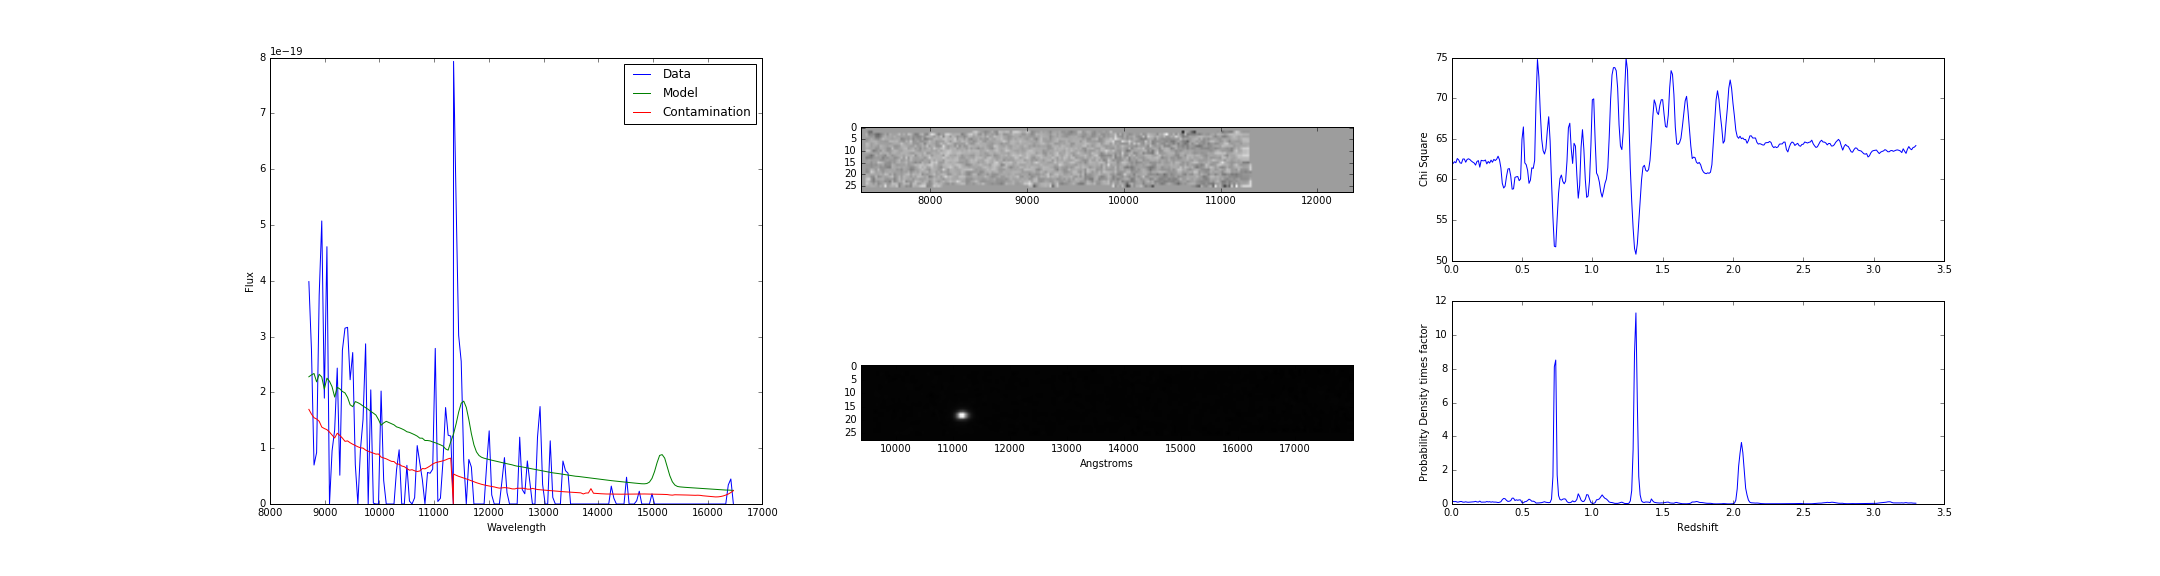 1e−19
8
7
6
5
4
3
2
1
0
Flux
Data
Model
Contamination
8000 9000 10000 11000 12000 13000 14000 15000 16000 17000
Wavelength
0
5
10
15
20
25
8000 9000 10000 11000 12000
0
5
10
15
20
25
10000 11000 12000 13000 14000 15000 16000 17000
Angstroms
75
70
65
60
55
50
Chi Square
0.0 0.5 1.0 1.5 2.0 2.5 3.0 3.5
12
10
8
6
4
2
0
Probability Density times factor
0.0 0.5 1.0 1.5 2.0 2.5 3.0 3.5
Redshift